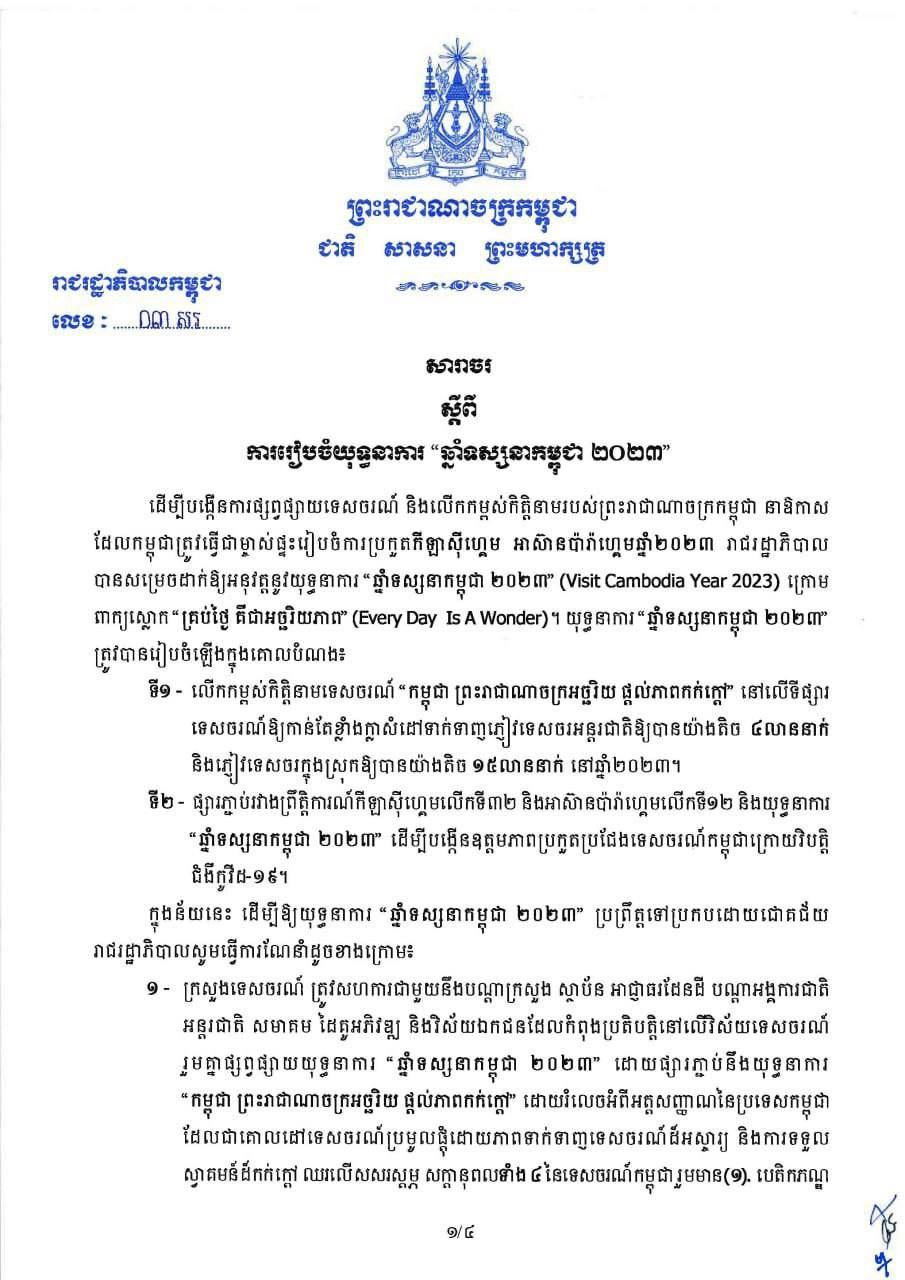 ព្រះរាជាណាចក្រកម្ពុជា
ជាតិ សាសនា ព្រះមហាក្សត្រ
រាជរដ្ឋាភិបាលកម្ពុជា
លេខ : ០៣ សរ
សារាចរ
ស្តីពី
ការរៀបចំយុទ្ធនាការ “ឆ្នាំទស្សនាកម្ពុជា ២០២៣”
ដើម្បីបង្កើនការផ្សព្វផ្សាយទេសចរណ៍ និងលើកកម្ពស់កិត្តិនាមរបស់ព្រះរាជាណាចក្រកម្ពុជា នាឱកាស
ដែលកម្ពុជាត្រូវធ្វើជាម្ចាស់ផ្ទះរៀបចំការប្រកួតកីឡាស៊ីហ្គេម អាស៊ានប៉ារ៉ាហ្គេមឆ្នាំ២០២៣ រាជរដ្ឋាភិបាល
បានសម្រេចដាក់ឱ្យអនុវត្តនូវយុទ្ធនាការ “ឆ្នាំទស្សនាកម្ពុជា ២០២៣” (Visit Cambodia Year 2023) ក្រោម
ពាក្យស្លោក “គ្រប់ថ្ងៃ គឺជាអច្ឆរិយភាព” (Every Day Is A Wonder)។ យុទ្ធនាការ “ឆ្នាំទស្សនាកម្ពុជា ២០២៣”
ត្រូវបានរៀបចំឡើងក្នុងគោលបំណង៖
ទី១ - លើកកម្ពស់កិត្តិនាមទេសចរណ៍ “កម្ពុជា ព្រះរាជាណាចក្រអច្ឆរិយ ផ្តល់ភាពកក់ក្តៅ” នៅលើទីផ្សារ
ទេសចរណ៍ឱ្យកាន់តែខ្លាំងក្លាសំដៅទាក់ទាញភ្ញៀវទេសចរអន្តរជាតិឱ្យបានយ៉ាងតិច ៤លាននាក់
និងភ្ញៀវទេសចរក្នុងស្រុកឱ្យបានយ៉ាងតិច ១៥លាននាក់ នៅឆ្នាំ២០២៣។
ទី២ - ផ្សារភ្ជាប់រវាងព្រឹត្តិការណ៍កីឡាស៊ីហ្គេមលើកទី៣២ និងអាស៊ានប៉ារ៉ាហ្គេមលើកទី១២ និងយុទ្ធនាការ
“ឆ្នាំទស្សនាកម្ពុជា ២០២៣” ដើម្បីបង្កើនឧត្តមភាពប្រកួតប្រជែងទេសចរណ៍កម្ពុជាក្រោយវិបត្តិ
ជំងឺកូវីដ-១៩។
ក្នុងន័យនេះ ដើម្បីឱ្យយុទ្ធនាការ “ឆ្នាំទស្សនាកម្ពុជា ២០២៣” ប្រព្រឹត្តទៅប្រកបដោយជោគជ័យ
រាជរដ្ឋាភិបាលសូមធ្វើការណែនាំដូចខាងក្រោម៖
១ - ក្រសួងទេសចរណ៍ ត្រូវសហការជាមួយនឹងបណ្តាក្រសួង ស្ថាប័ន អាជ្ញាធរដែនដី បណ្តាអង្គការជាតិ
អន្តរជាតិ សមាគម ដៃគូអភិវឌ្ឍ និងវិស័យឯកជនដែលកំពុងប្រតិបត្តិនៅលើវិស័យទេសចរណ៍
រួមគ្នាផ្សព្វផ្សាយយុទ្ធនាការ “ឆ្នាំទស្សនាកម្ពុជា ២០២៣” ដោយផ្សារភ្ជាប់នឹងយុទ្ធនាការ
“កម្ពុជា ព្រះរាជាណាចក្រអច្ឆរិយ ផ្តល់ភាពកក់ក្តៅ” ដោយរំលេចអំពីអត្តសញ្ញាណនៃប្រទេសកម្ពុជា
ដែលជាគោលដៅទេសចរណ៍ប្រមូលផ្តុំដោយភាពទាក់ទាញទេសចរណ៍ដ៏អស្ចារ្យ និងការទទួល
ស្វាគមន៍ដ៏កក់ក្តៅ ឈរលើសសរស្តម្ភ សក្តានុពលទាំង ៤ នៃទេសចរណ៍កម្ពុជា រួមមាន(១). បេតិកភណ្ឌ
១/៤